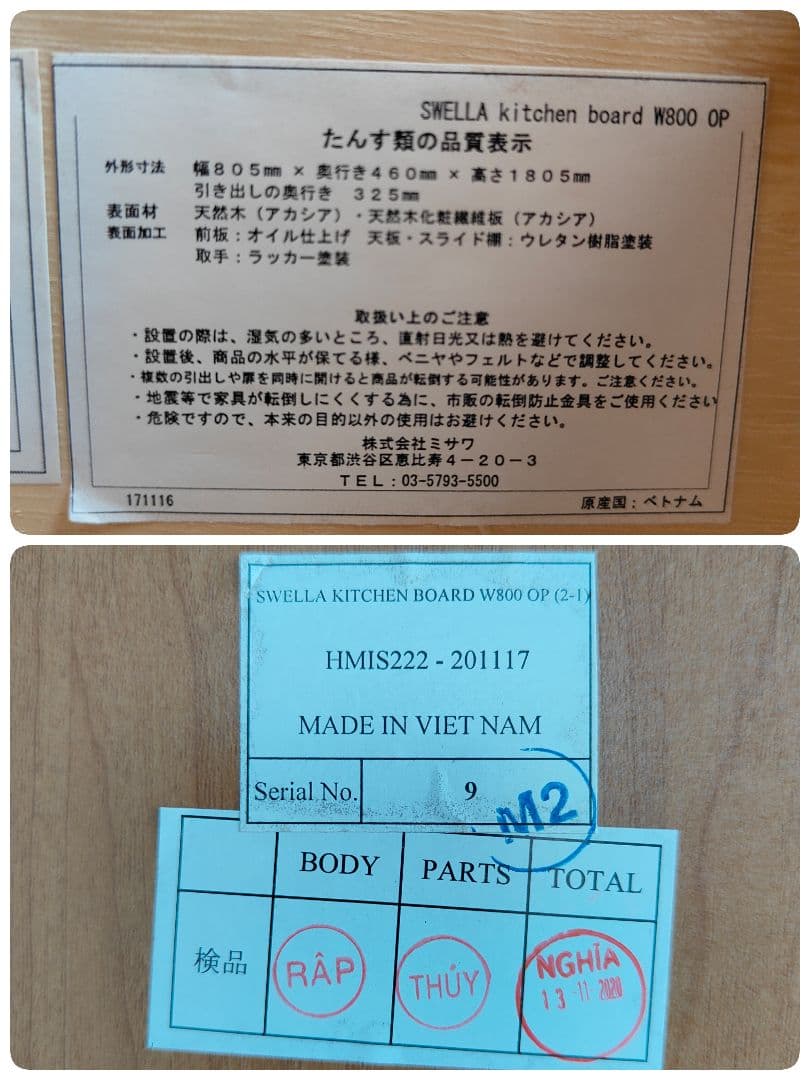 SWELLA kitchen board W800 OP
たんす類の品質表示
外形寸法 幅805mm × 奥行き460mm × 高さ1805mm
引き出しの奥行き 325mm
表面材 天然木（アカシア）・天然木化粧繊維板（アカシア）
表面加工 前板：オイル仕上げ 天板・スライド棚：ウレタン樹脂塗装
取手：ラッカー塗装
取扱い上のご注意
・設置の際は、湿気の多いところ、直射日光又は熱を避けてください。
・設置後、商品の水平が保てる様、ベニヤやフェルトなどで調整してください。
・複数の引出しや扉を同時に開けると商品が転倒する可能性があります。ご注意ください。
・地震等で家具が転倒しにくくする為に、市販の転倒防止金具をご使用ください
・危険ですので、本来の目的以外の使用はお避けください。
株式会社ミサワ
東京都渋谷区恵比寿4－20－3
TEL：03-5793-5500
171116 原産国：ベトナム
SWELLA KITCHEN BOARD W800 OP (2-1)
HMIS222 - 201117
MADE IN VIET NAM
Serial No. 9
M2
BODY PARTS TOTAL
検品 RÂP THÚY NGHĨA
13 -11- 2020